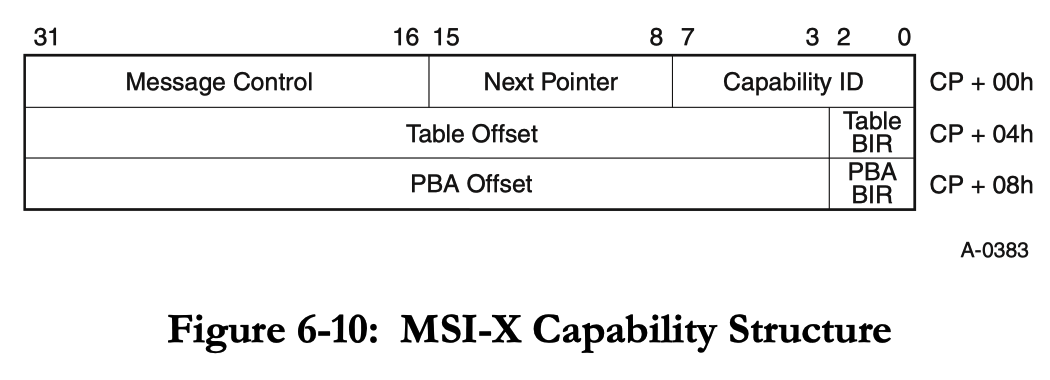 31 16 15 8 7 3 2 0
Message Control Next Pointer Capability ID CP + 00h
Table Offset Table BIR CP + 04h
PBA Offset PBA BIR CP + 08h
A-0383
Figure 6-10: MSI-X Capability Structure